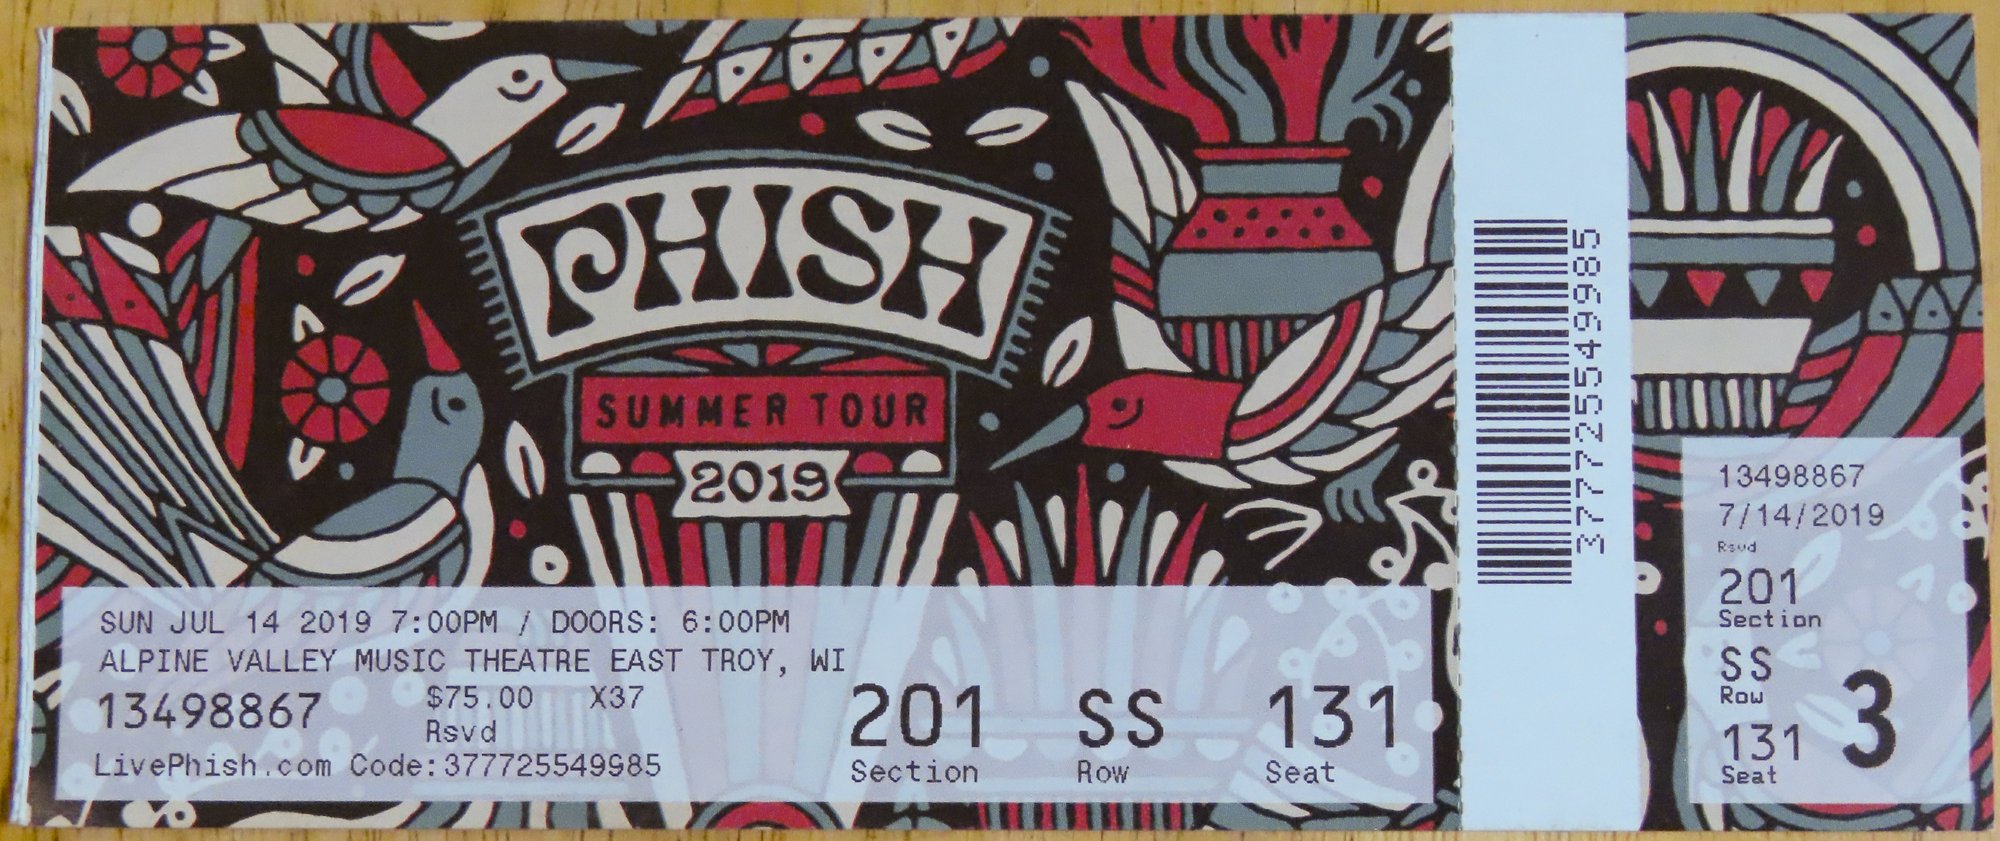 PHISH
SUMMER TOUR
2019
SUN JUL 14 2019 7:00PM / DOORS: 6:00PM
ALPINE VALLEY MUSIC THEATRE EAST TROY, WI
13498867 $75.00 X37
Rsvd
LivePhish.com Code:377725549985
201 SS 131
Section Row Seat
377725549985
13498867
7/14/2019
Rsvd
201
Section
SS
Row
131
Seat
3